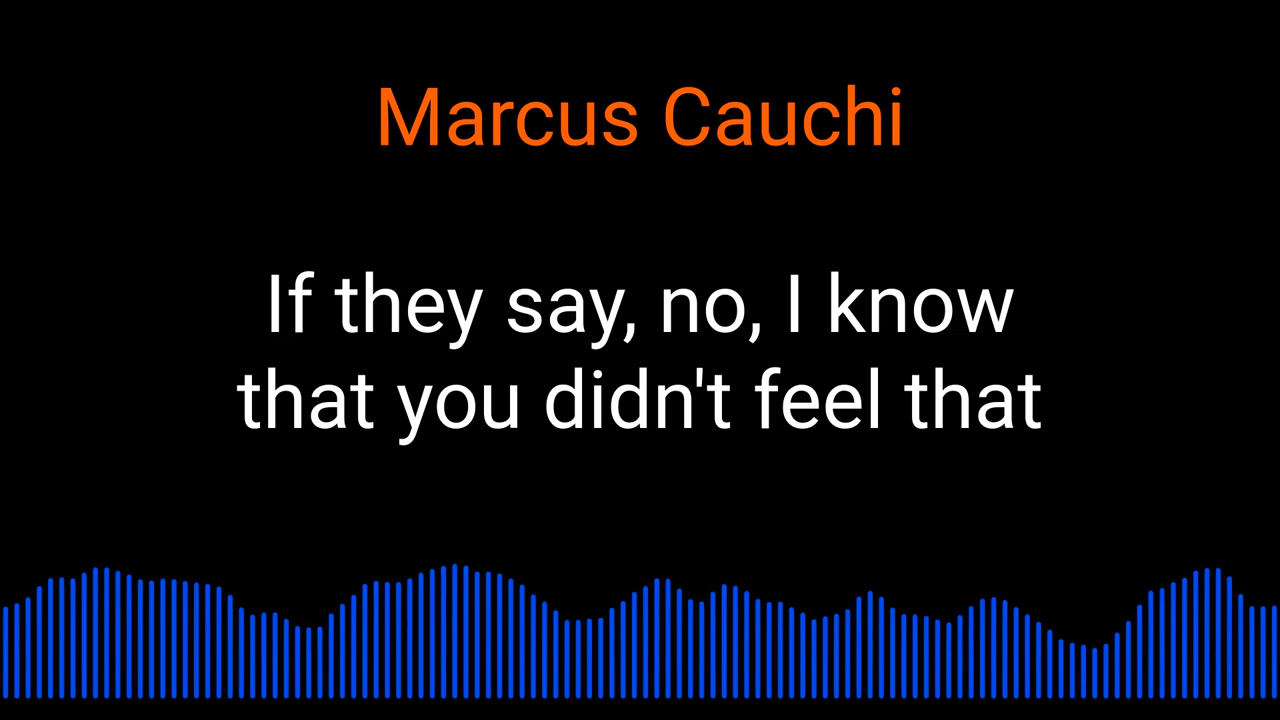 Marcus Cauchi
If they say, no, I know
that you didn't feel that